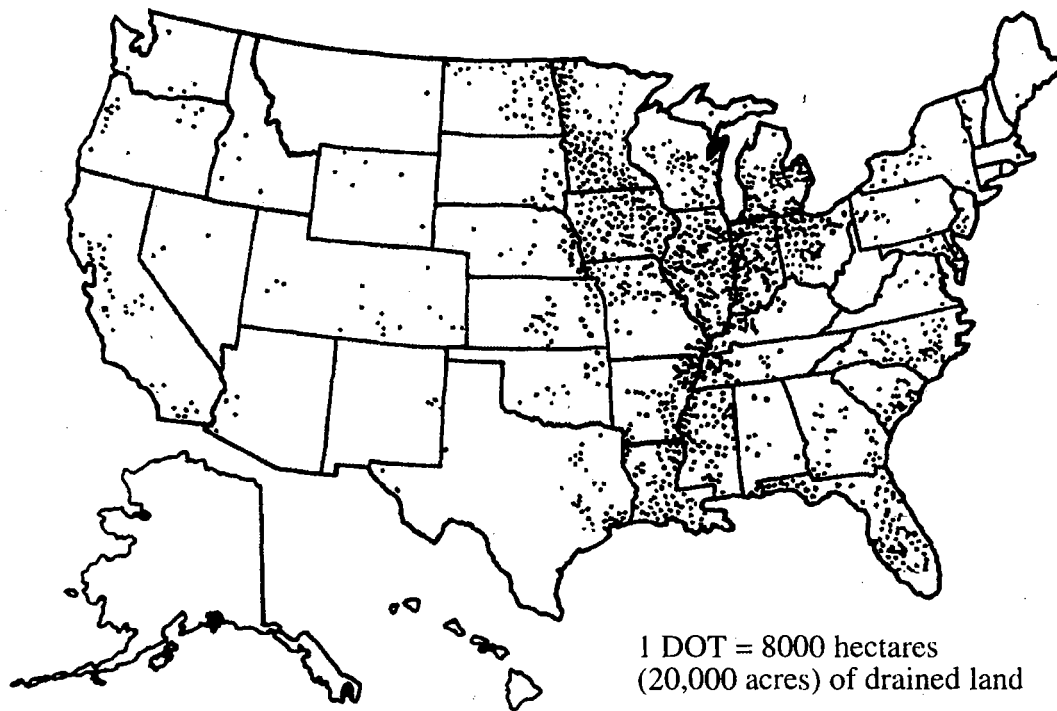 1 DOT = 8000 hectares
(20,000 acres) of drained land